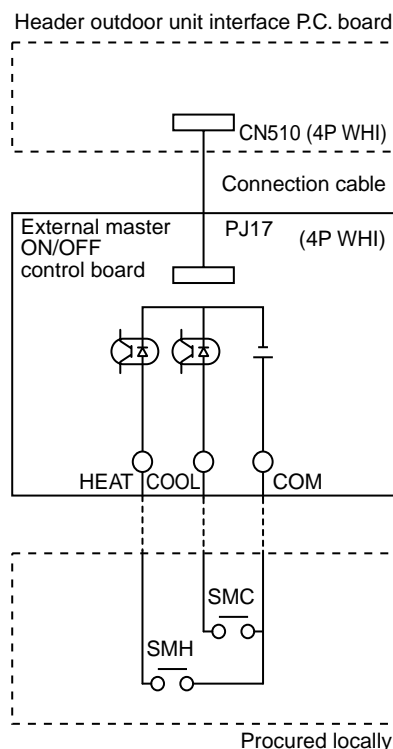 Header outdoor unit interface P.C. board
CN510 (4P WHI)
Connection cable
External master
ON/OFF
control board
PJ17
(4P WHI)
HEAT
COOL
COM
SMC
SMH
Procured locally